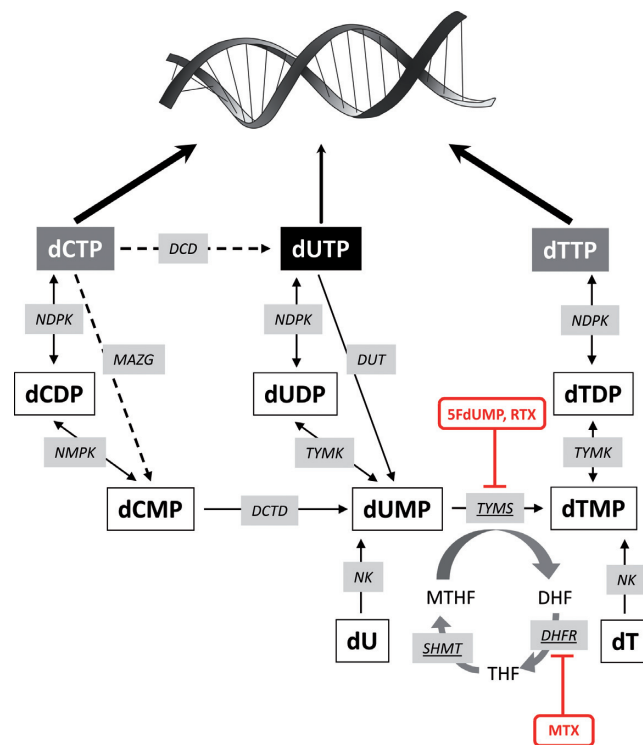 dCTP DCD dUTP dTTP
NDPK NDPK NDPK
MAZG DUT
dCDP dUDP 5FdUMP, RTX dTDP
NMPK TYMK TYMK
dCMP DCTD dUMP TYMS dTMP
NK MTHF DHF NK
dU SHMT DHFR dT
THF
MTX